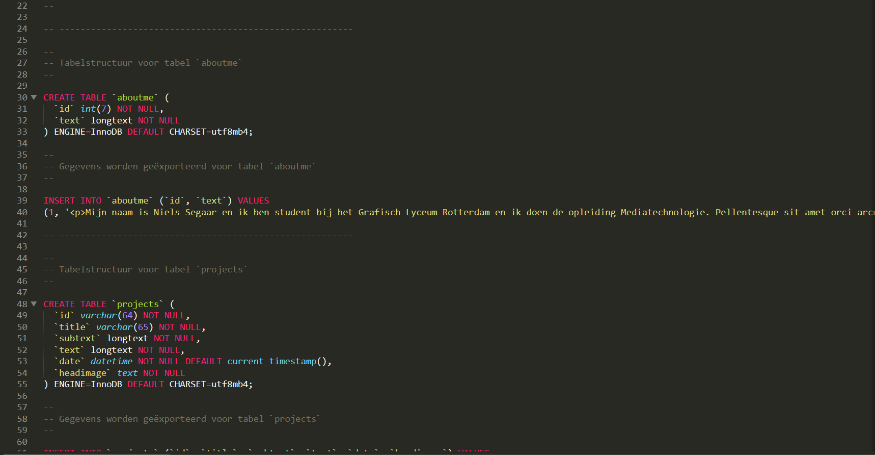 22 --
23
24 -- --------------------------------------------------------
25
26 --
27 -- Tabelstructuur voor tabel `aboutme`
28 --
29
30 CREATE TABLE `aboutme` (
31 `id` int(7) NOT NULL,
32 `text` longtext NOT NULL
33 ) ENGINE=InnoDB DEFAULT CHARSET=utf8mb4;
34
35 --
36 -- Gegevens worden geëxporteerd voor tabel `aboutme`
37 --
38
39 INSERT INTO `aboutme` (`id`, `text`) VALUES
40 (1, '<p>Mijn naam is Niels Segaar en ik ben student bij het Grafisch Lyceum Rotterdam en ik doen de opleiding Mediatechnologie. Pellentesque sit amet orci arcu
41
42 -- --------------------------------------------------------
43
44 --
45 -- Tabelstructuur voor tabel `projects`
46 --
47
48 CREATE TABLE `projects` (
49 `id` varchar(64) NOT NULL,
50 `title` varchar(65) NOT NULL,
51 `subtext` longtext NOT NULL,
52 `text` longtext NOT NULL,
53 `date` datetime NOT NULL DEFAULT current_timestamp(),
54 `headimage` text NOT NULL
55 ) ENGINE=InnoDB DEFAULT CHARSET=utf8mb4;
56
57 --
58 -- Gegevens worden geëxporteerd voor tabel `projects`
59 --
60